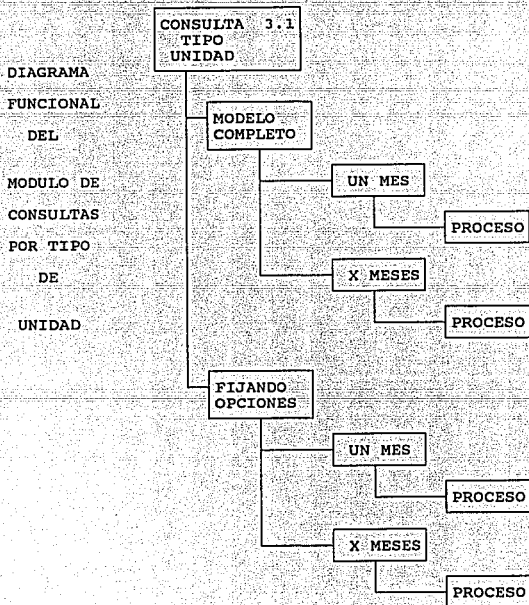 CONSULTA 3.1
TIPO
UNIDAD
DIAGRAMA
FUNCIONAL
DEL
MODULO DE
CONSULTAS
POR TIPO
DE
UNIDAD
MODELO
COMPLETO
UN MES
PROCESO
X MESES
PROCESO
FIJANDO
OPCIONES
UN MES
PROCESO
X MESES
PROCESO